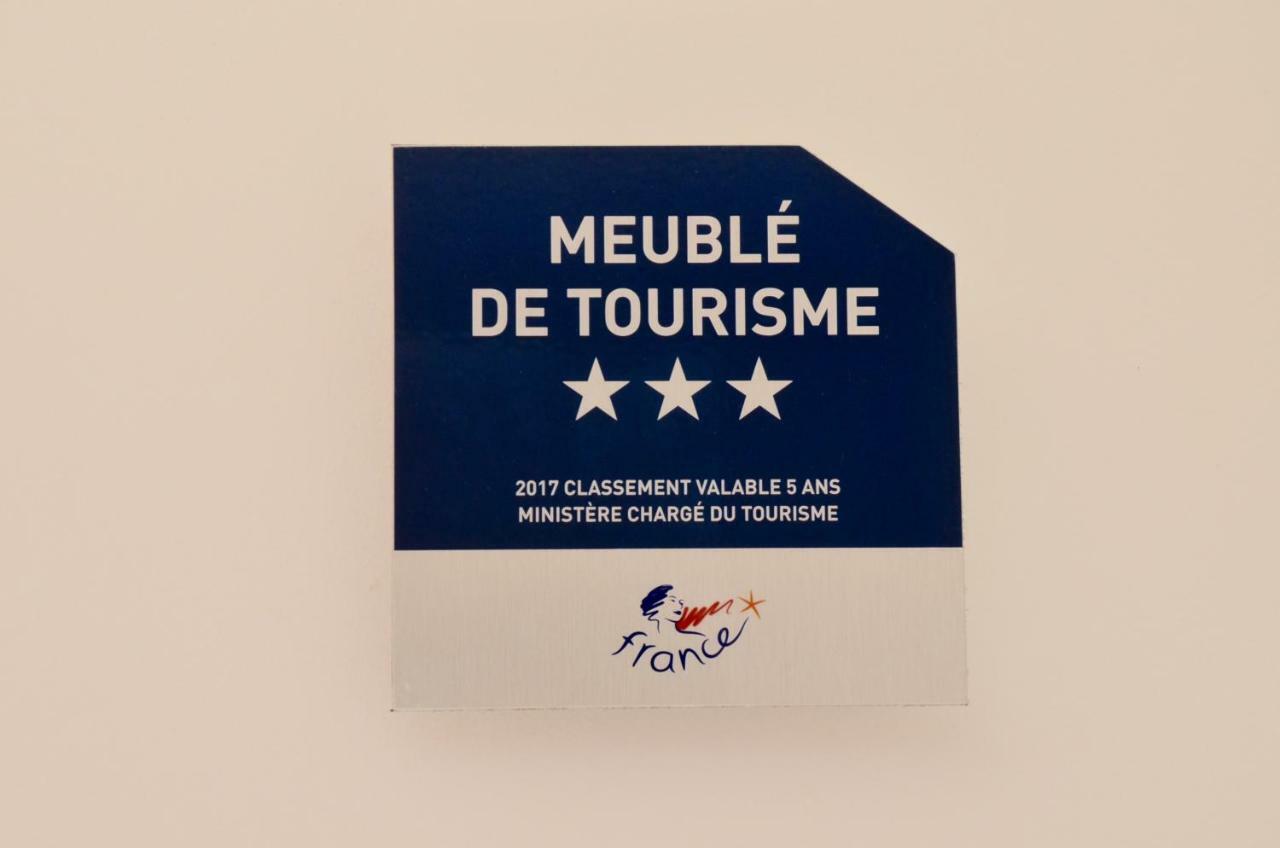 MEUBLÉ
DE TOURISME
2017 CLASSEMENT VALABLE 5 ANS
MINISTÈRE CHARGÉ DU TOURISME
france